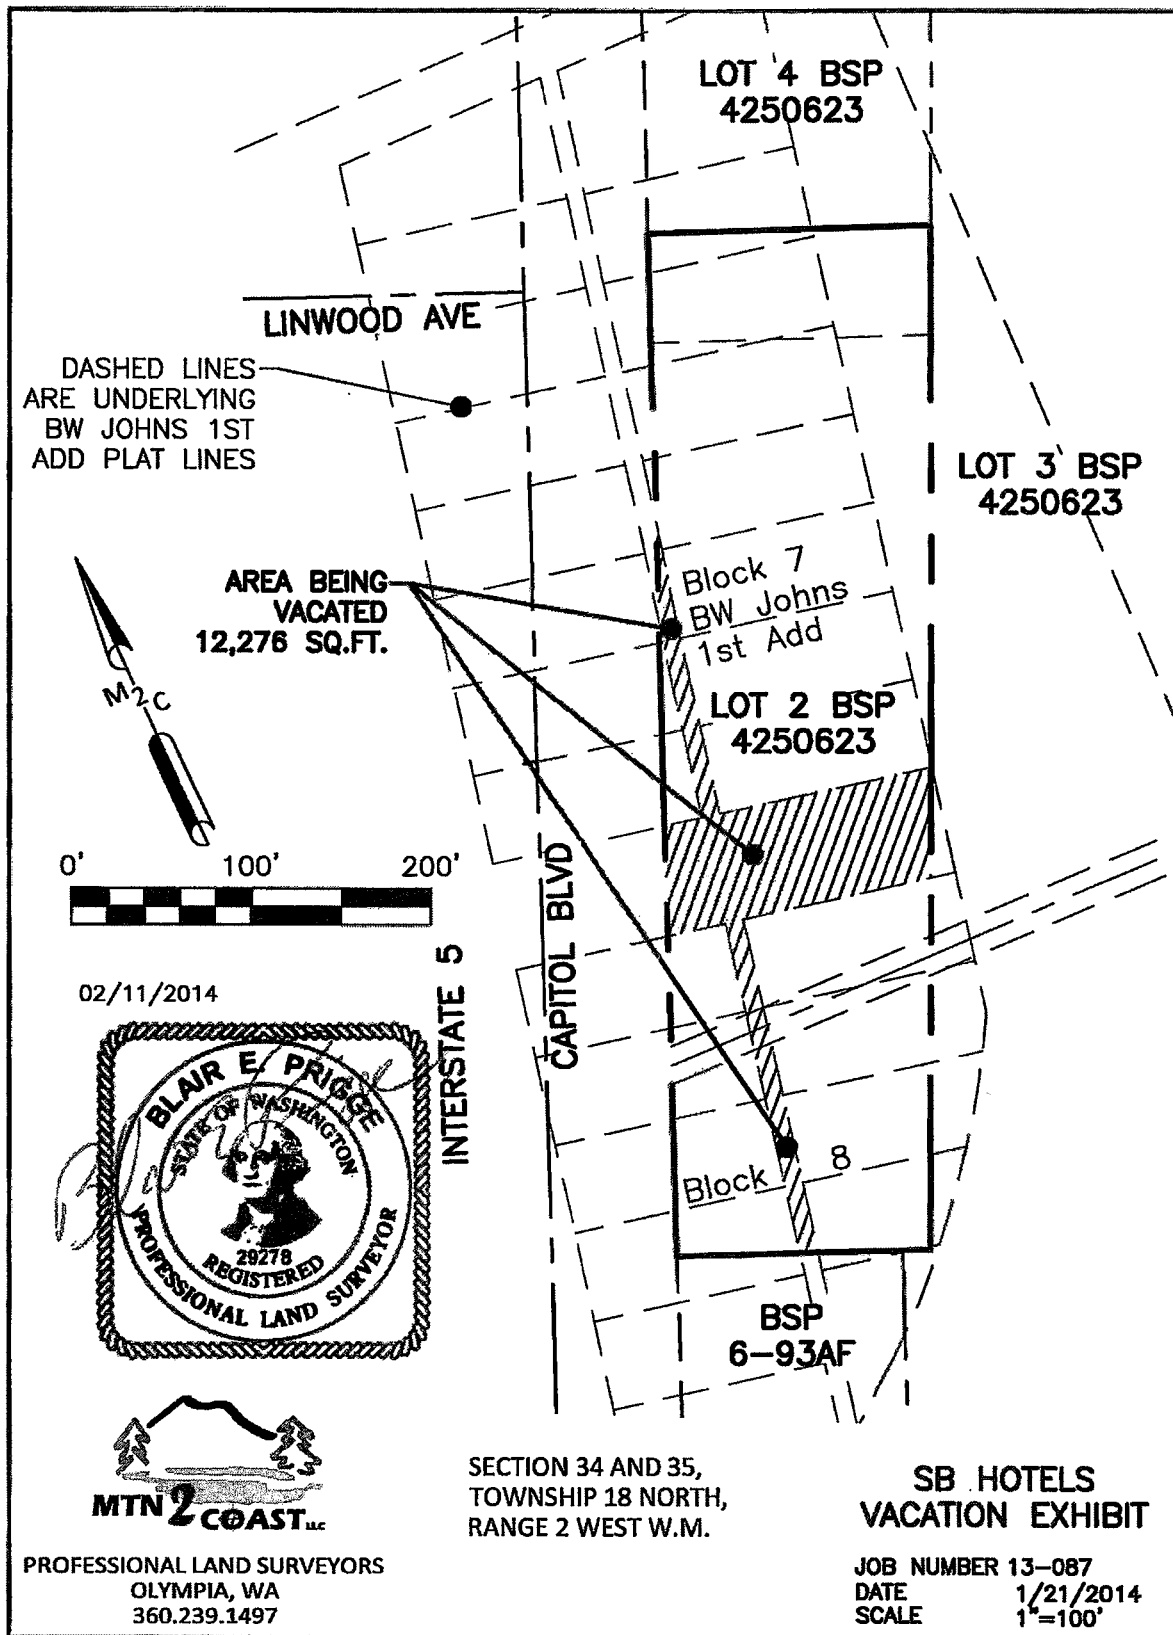 LOT 4 BSP
4250623
LINWOOD AVE
DASHED LINES
ARE UNDERLYING
BW JOHNS 1ST
ADD PLAT LINES
LOT 3 BSP
4250623
AREA BEING
VACATED
12,276 SQ.FT.
Block 7
BW Johns
1st Add
M2C
LOT 2 BSP
4250623
0' 100' 200'
CAPITOL BLVD
INTERSTATE 5
02/11/2014
BLAIR E. PRIGGE
STATE OF WASHINGTON
29278
REGISTERED
PROFESSIONAL LAND SURVEYOR
Block 8
BSP
6-93AF
MTN 2 COAST LLC
PROFESSIONAL LAND SURVEYORS
OLYMPIA, WA
360.239.1497
SECTION 34 AND 35,
TOWNSHIP 18 NORTH,
RANGE 2 WEST W.M.
SB HOTELS
VACATION EXHIBIT
JOB NUMBER 13-087
DATE 1/21/2014
SCALE 1"=100'